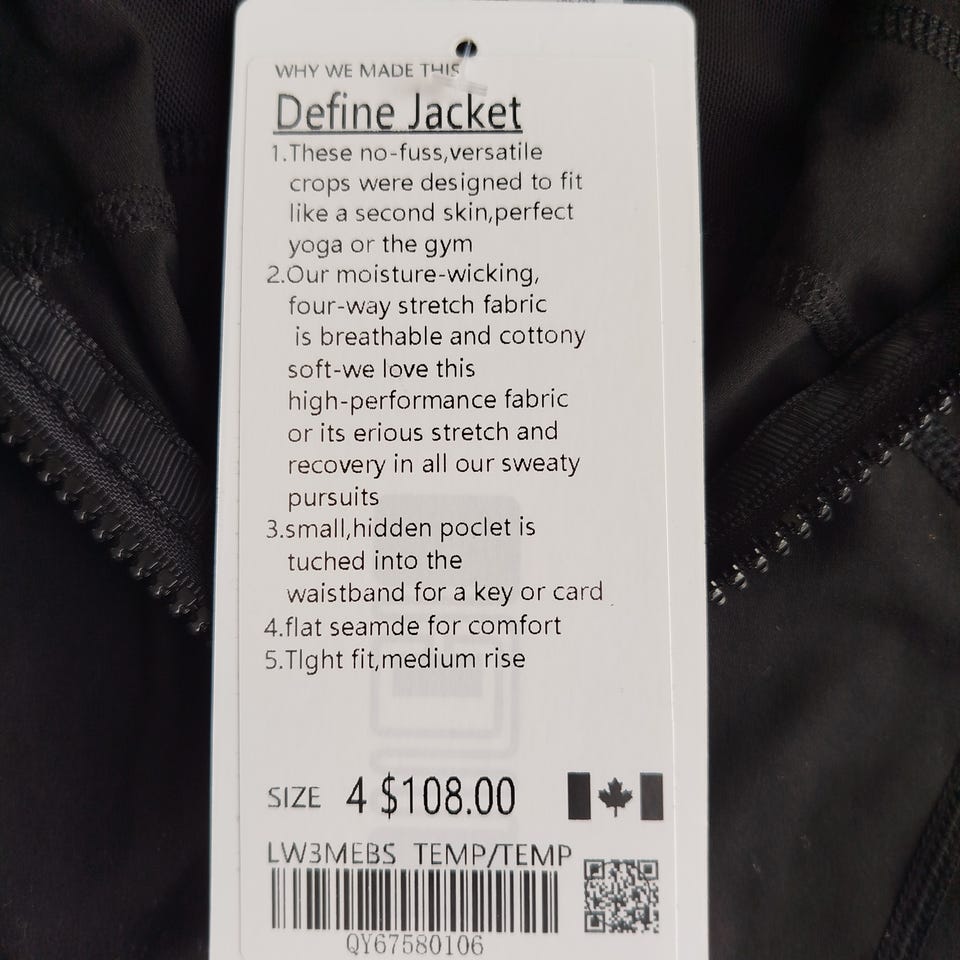 WHY WE MADE THIS
Define Jacket
1.These no-fuss,versatile
crops were designed to fit
like a second skin,perfect
yoga or the gym
2.Our moisture-wicking,
four-way stretch fabric
is breathable and cottony
soft-we love this
high-performance fabric
or its erious stretch and
recovery in all our sweaty
pursuits
3.small,hidden poclet is
tuched into the
waistband for a key or card
4.flat seamde for comfort
5.TIght fit,medium rise
SIZE 4 $108.00
LW3MEBS TEMP/TEMP
QY67580106